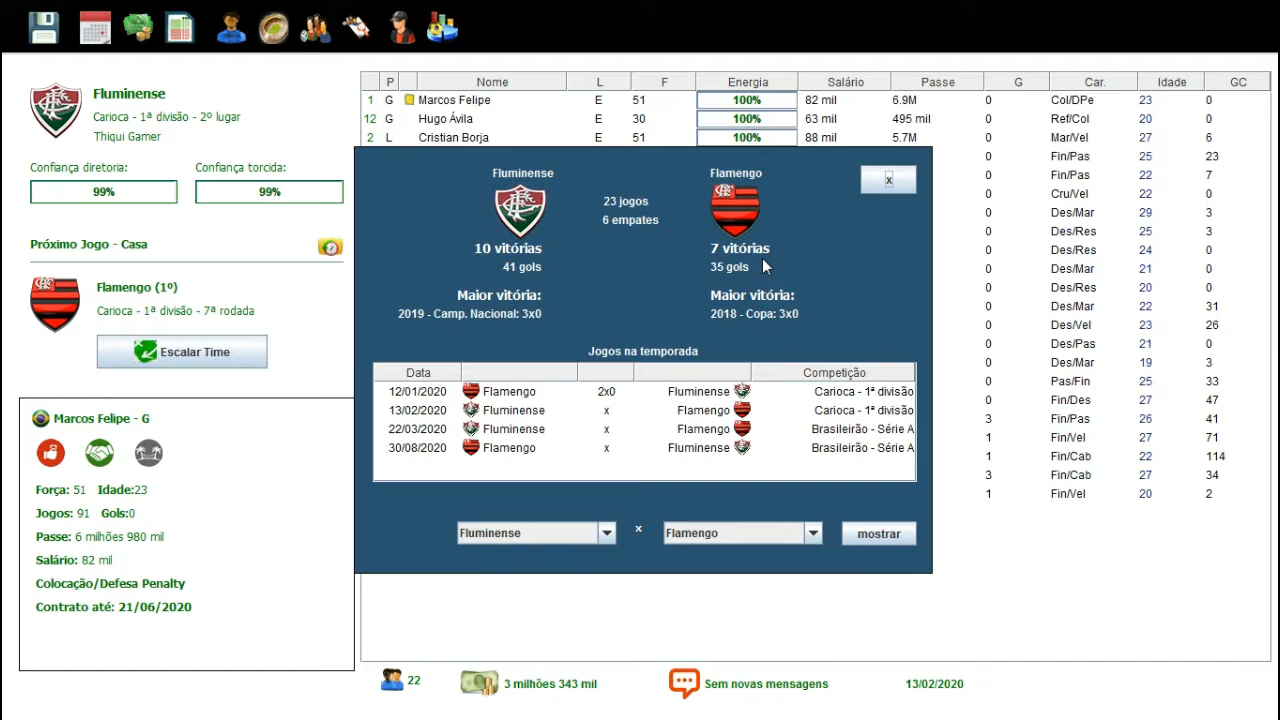 Fluminense
Carioca - 1ª divisão - 2º lugar
Thiqui Gamer
Confiança diretoria: Confiança torcida:
99% 99%
Próximo Jogo - Casa
Flamengo (1º)
Carioca - 1ª divisão - 7ª rodada
Escalar Time
Marcos Felipe - G
Força: 51 Idade:23
Jogos: 91 Gols:0
Passe: 6 milhões 980 mil
Salário: 82 mil
Colocação/Defesa Penalty
Contrato até: 21/06/2020
P Nome L F Energia Salário Passe G Car. Idade GC
1 G Marcos Felipe E 51 100% 82 mil 6.9M 0 Col/DPe 23 0
12 G Hugo Ávila E 30 100% 63 mil 495 mil 0 Ref/Col 20 0
2 L Cristian Borja E 51 100% 88 mil 5.7M 0 Mar/Vel 27 6
0 Fin/Pas 25 23
0 Fin/Pas 22 7
0 Cru/Vel 22 0
0 Des/Mar 29 3
0 Des/Res 25 3
0 Des/Res 24 0
0 Des/Mar 21 0
0 Des/Res 20 0
0 Des/Mar 22 31
0 Des/Vel 23 26
0 Des/Pas 21 0
0 Des/Mar 19 3
0 Pas/Fin 25 33
0 Fin/Des 27 47
3 Fin/Pas 26 41
1 Fin/Vel 27 71
1 Fin/Cab 22 114
3 Fin/Cab 27 34
1 Fin/Vel 20 2
Fluminense Flamengo
x
23 jogos
6 empates
10 vitórias 7 vitórias
41 gols 35 gols
Maior vitória: Maior vitória:
2019 - Camp. Nacional: 3x0 2018 - Copa: 3x0
Jogos na temporada
Data Competição
12/01/2020 Flamengo 2x0 Fluminense Carioca - 1ª divisão
13/02/2020 Fluminense x Flamengo Carioca - 1ª divisão
22/03/2020 Fluminense x Flamengo Brasileirão - Série A
30/08/2020 Flamengo x Fluminense Brasileirão - Série A
Fluminense x Flamengo mostrar
22 3 milhões 343 mil Sem novas mensagens 13/02/2020